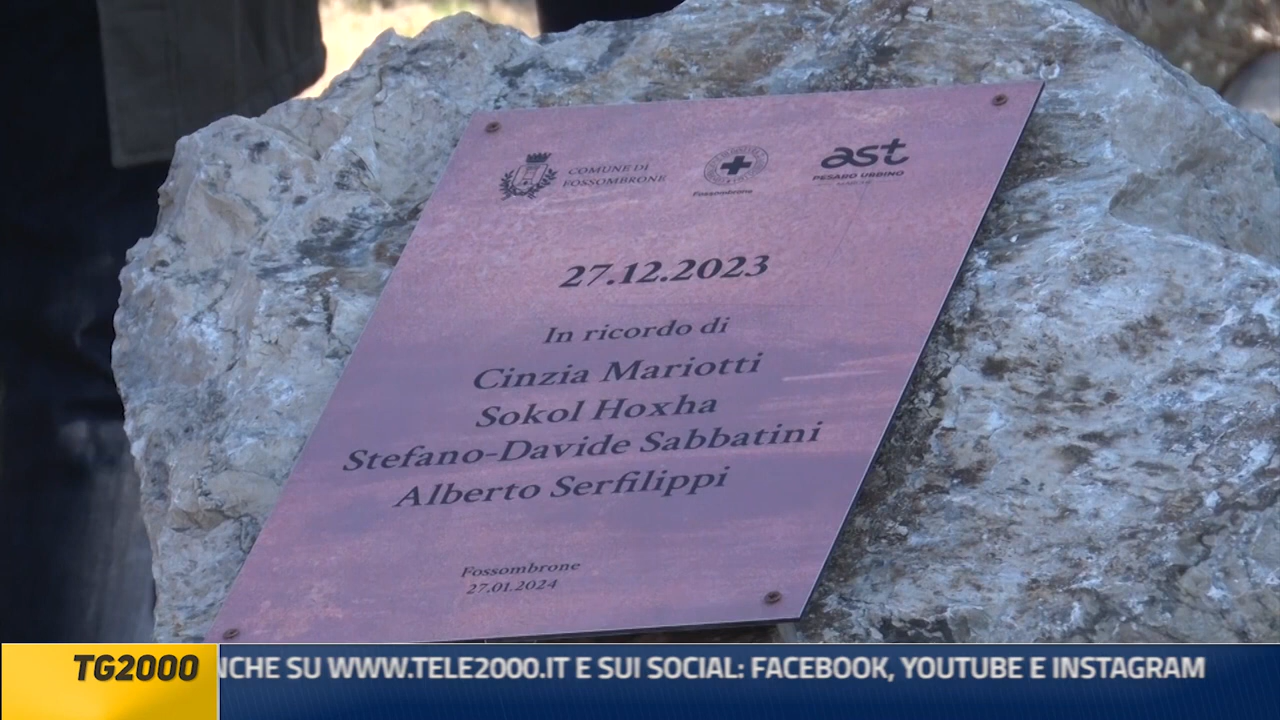 COMUNE DI
FOSSOMBRONE
Fossombrone
ast
PESARO URBINO
27.12.2023
In ricordo di
Cinzia Mariotti
Sokol Hoxha
Stefano-Davide Sabbatini
Alberto Serfilippi
Fossombrone
27.01.2024
TG2000
NCHE SU WWW.TELE2000.IT E SUI SOCIAL: FACEBOOK, YOUTUBE E INSTAGRAM